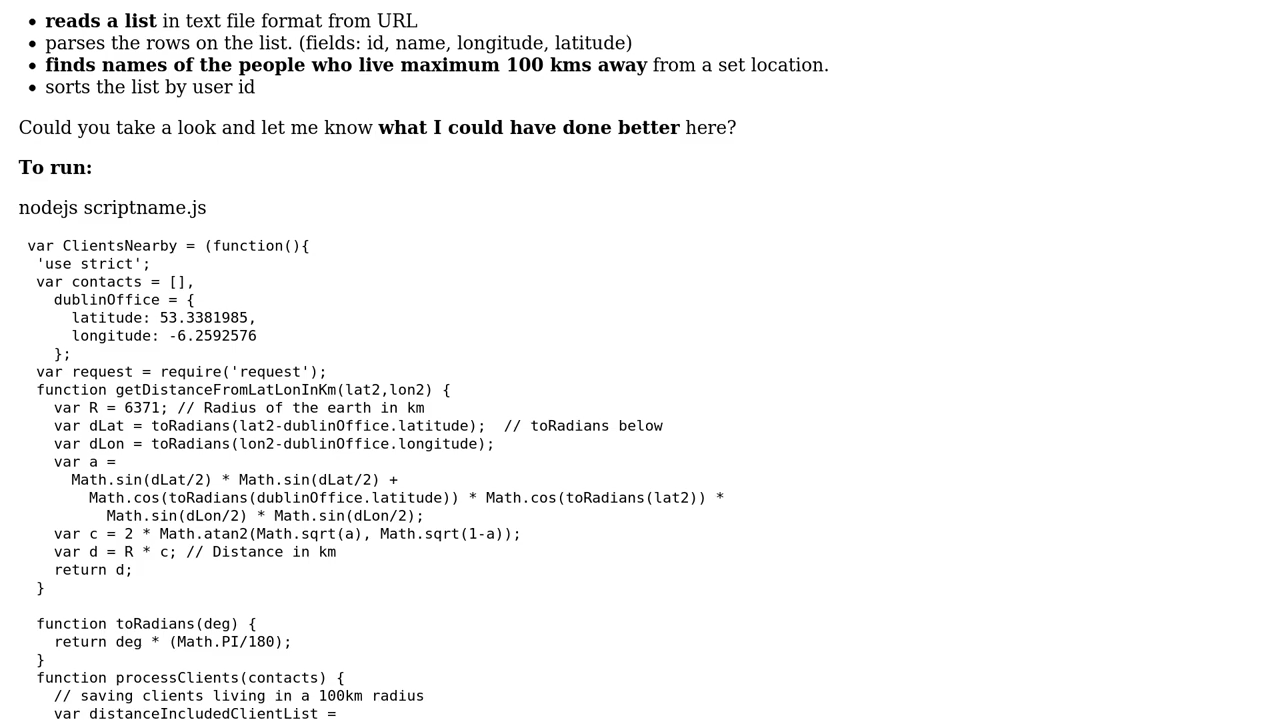 • reads a list in text file format from URL
• parses the rows on the list. (fields: id, name, longitude, latitude)
• finds names of the people who live maximum 100 kms away from a set location.
• sorts the list by user id
Could you take a look and let me know what I could have done better here?
To run:
nodejs scriptname.js
var ClientsNearby = (function(){
 'use strict';
 var contacts = [],
   dublinOffice = {
     latitude: 53.3381985,
     longitude: -6.2592576
   };
 var request = require('request');
 function getDistanceFromLatLonInKm(lat2,lon2) {
   var R = 6371; // Radius of the earth in km
   var dLat = toRadians(lat2-dublinOffice.latitude);  // toRadians below
   var dLon = toRadians(lon2-dublinOffice.longitude);
   var a =
     Math.sin(dLat/2) * Math.sin(dLat/2) +
       Math.cos(toRadians(dublinOffice.latitude)) * Math.cos(toRadians(lat2)) *
         Math.sin(dLon/2) * Math.sin(dLon/2);
   var c = 2 * Math.atan2(Math.sqrt(a), Math.sqrt(1-a));
   var d = R * c; // Distance in km
   return d;
 }

 function toRadians(deg) {
   return deg * (Math.PI/180);
 }
 function processClients(contacts) {
   // saving clients living in a 100km radius
   var distanceIncludedClientList =